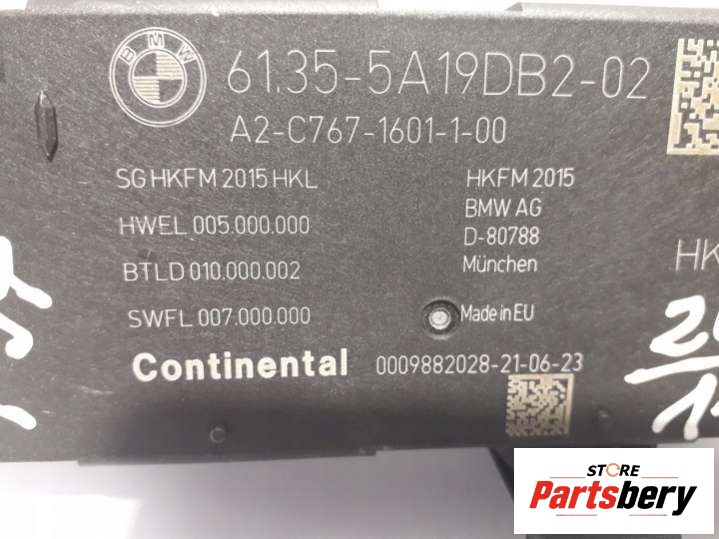 BMW
61.35-5A19DB2-02
A2-C767-1601-1-00
SG HKFM 2015 HKL
HKFM 2015
HWEL 005.000.000
BMW AG
D-80788
BTLD 010.000.002
München
HK
SWFL 007.000.000
Made in EU
Continental
0009882028-21-06-23
STORE
Partsbery